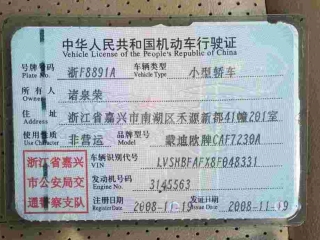 中华人民共和国机动车行驶证
Vehicle License of the People's Republic of China
号牌号码 浙F8891A 车辆类型 小型轿车
Plate No. Vehicle Type
所有人 诸泉荣
Owner
住址 浙江省嘉兴市南湖区禾源新都41幢201室
Address
使用性质 非营运 品牌型号 蒙迪欧牌CAF7230A
Use Character Model
浙江省嘉兴市公安局交通警察支队
车辆识别代号 LVSHBFAFX8F048331
VIN
发动机号码 3145563
Engine No.
注册日期 2008-11-19 发证日期 2008-11-19
Register Date Issue Date